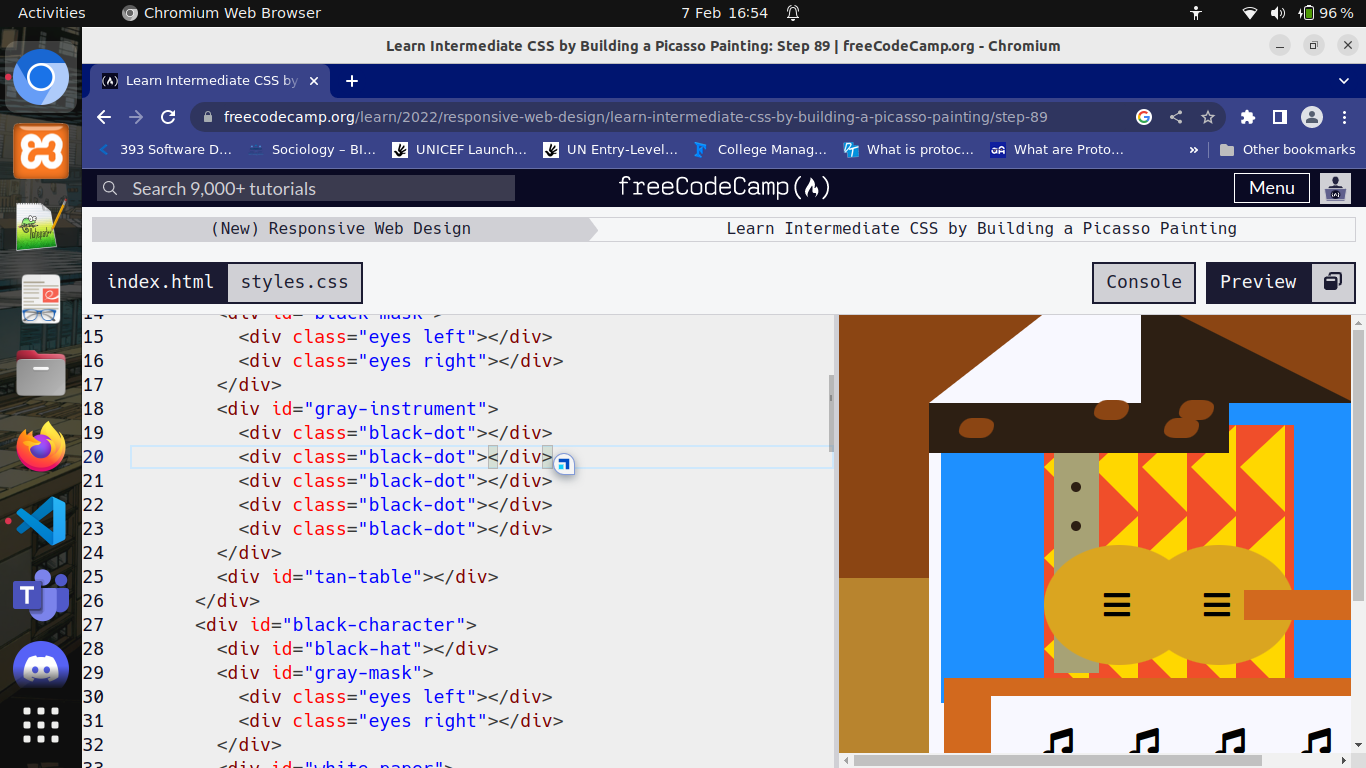 Activities
Chromium Web Browser
7 Feb 16:54
96 %
Learn Intermediate CSS by Building a Picasso Painting: Step 89 | freeCodeCamp.org - Chromium
Learn Intermediate CSS by
freecodecamp.org/learn/2022/responsive-web-design/learn-intermediate-css-by-building-a-picasso-painting/step-89
393 Software D…
Sociology – BI…
UNICEF Launch…
UN Entry-Level…
College Manag…
What is protoc…
What are Proto…
»
Other bookmarks
Search 9,000+ tutorials
freeCodeCamp
Menu
(New) Responsive Web Design
Learn Intermediate CSS by Building a Picasso Painting
index.html
styles.css
Console
Preview
14 <div id="black-mask">
15 <div class="eyes left"></div>
16 <div class="eyes right"></div>
17 </div>
18 <div id="gray-instrument">
19 <div class="black-dot"></div>
20 <div class="black-dot"></div>
21 <div class="black-dot"></div>
22 <div class="black-dot"></div>
23 <div class="black-dot"></div>
24 </div>
25 <div id="tan-table"></div>
26 </div>
27 <div id="black-character">
28 <div id="black-hat"></div>
29 <div id="gray-mask">
30 <div class="eyes left"></div>
31 <div class="eyes right"></div>
32 </div>
33 <div id="white-paper">